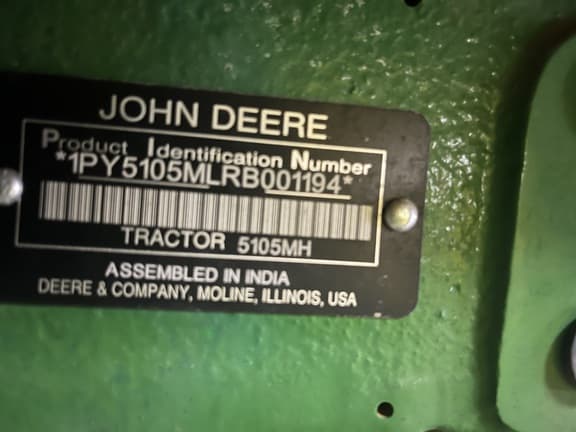 JOHN DEERE
Product Identification Number
*1PY5105MLRB001194*
TRACTOR 5105MH
ASSEMBLED IN INDIA
DEERE & COMPANY, MOLINE, ILLINOIS, USA